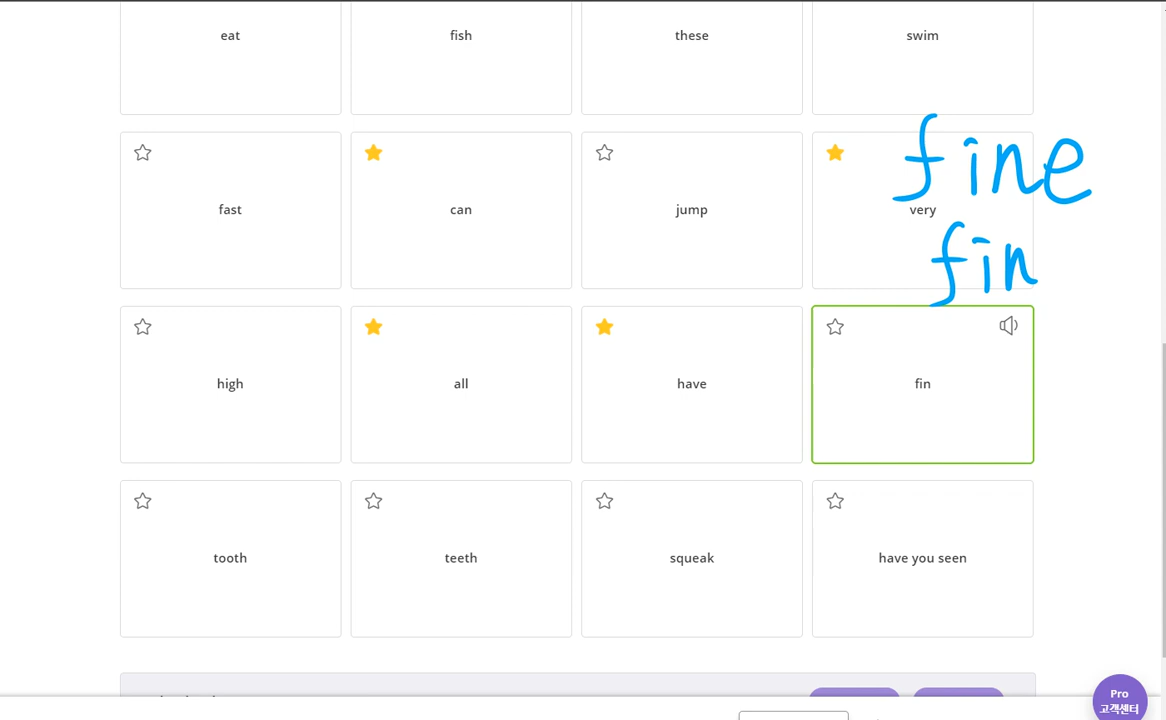 eat fish these swim
fine
fast can jump very
fin
high all have fin
tooth teeth squeak have you seen
Pro
고객센터